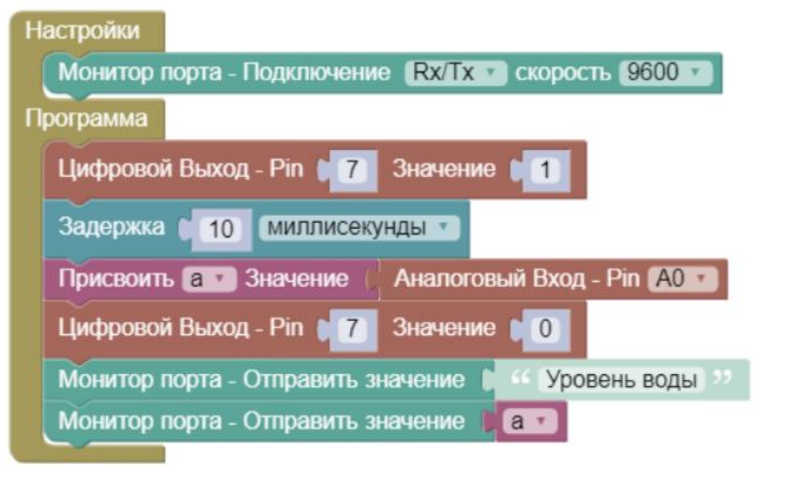 Настройки
Монитор порта - Подключение Rx/Tx скорость 9600
Программа
Цифровой Выход - Pin 7 Значение 1
Задержка 10 миллисекунды
Присвоить a Значение Аналоговый Вход - Pin A0
Цифровой Выход - Pin 7 Значение 0
Монитор порта - Отправить значение “ Уровень воды ”
Монитор порта - Отправить значение a